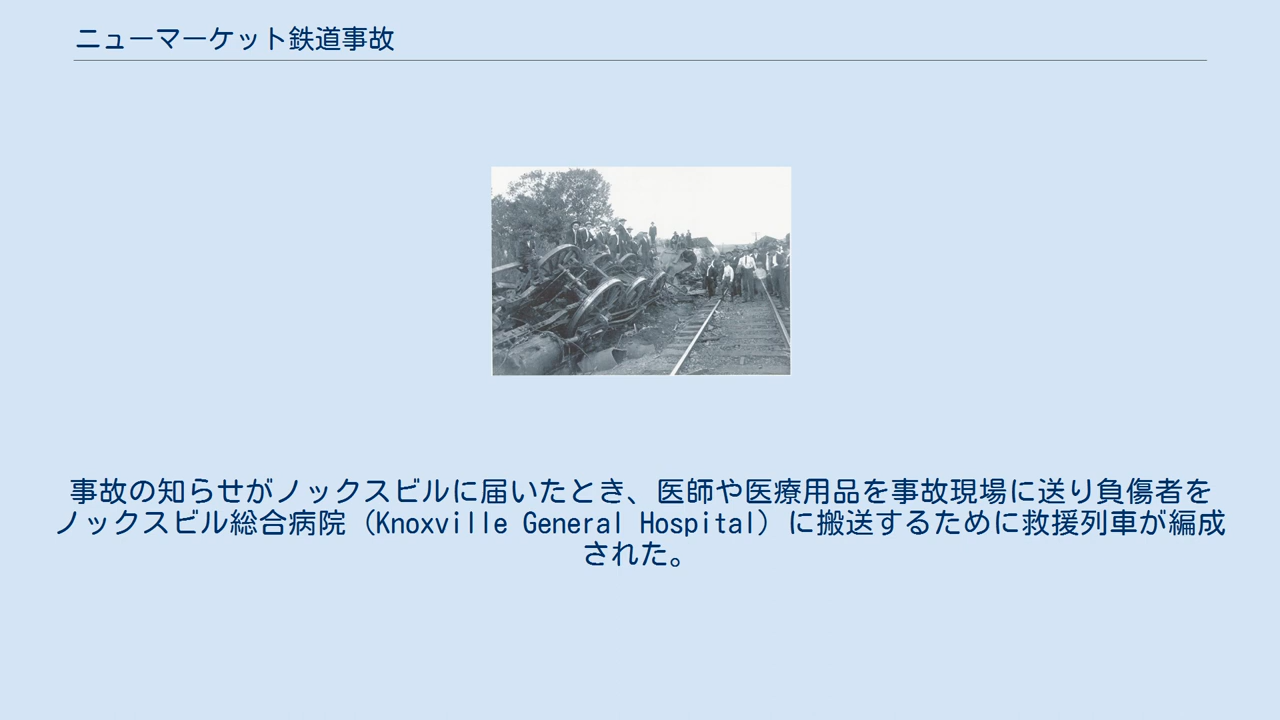 ニューマーケット鉄道事故
事故の知らせがノックスビルに届いたとき、医師や医療用品を事故現場に送り負傷者を
ノックスビル総合病院（Knoxville General Hospital）に搬送するために救援列車が編成
された。